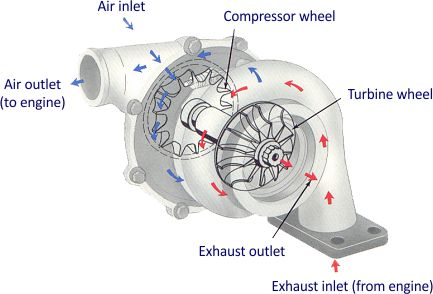 Air inlet
Compressor wheel
Air outlet
(to engine)
Turbine wheel
Exhaust outlet
Exhaust inlet (from engine)